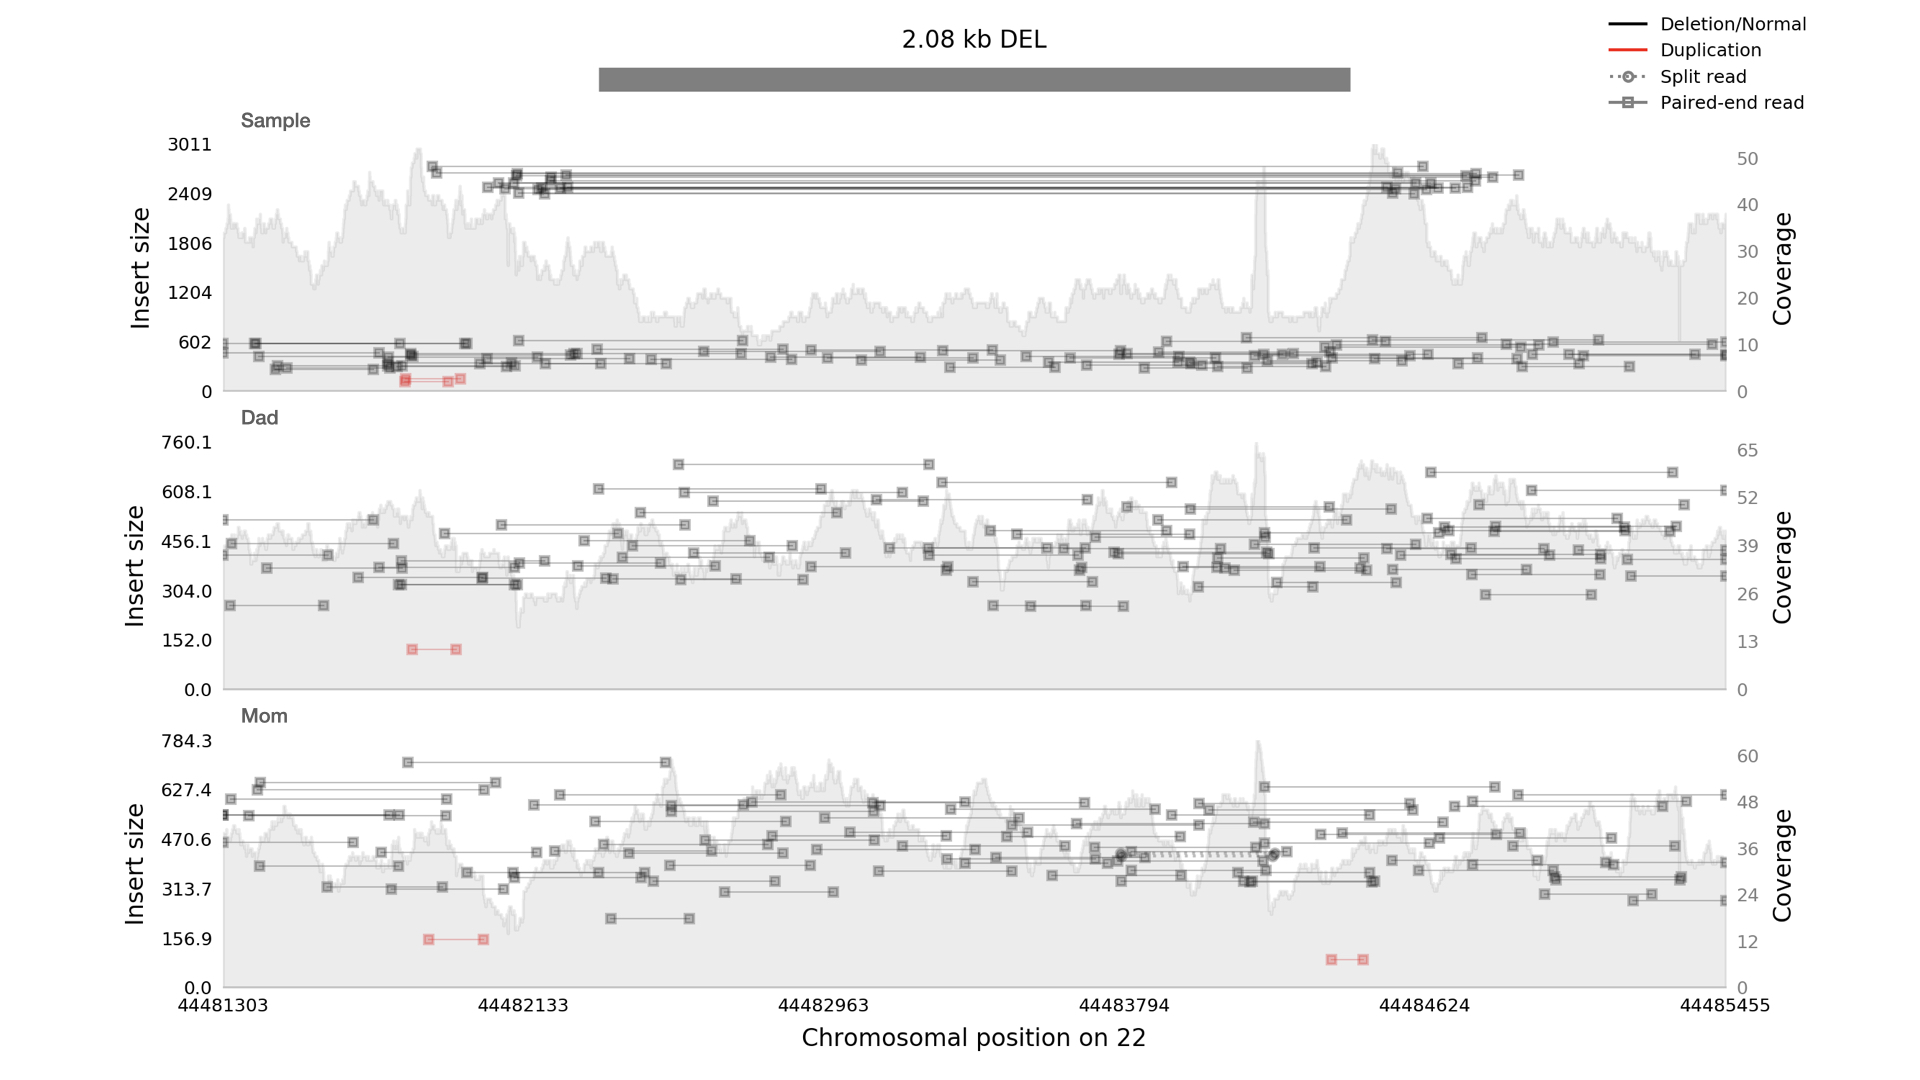 2.08 kb DEL
Deletion/Normal
Duplication
Split read
Paired-end read
Sample
3011
2409
1806
1204
602
0
Insert size
50
40
30
20
10
0
Coverage
Dad
760.1
608.1
456.1
304.0
152.0
0.0
Insert size
65
52
39
26
13
0
Coverage
Mom
784.3
627.4
470.6
313.7
156.9
0.0
Insert size
60
48
36
24
12
0
Coverage
44481303 44482133 44482963 44483794 44484624 44485455
Chromosomal position on 22